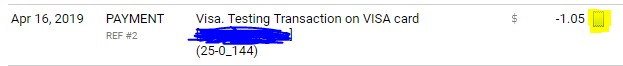 Apr 16, 2019 PAYMENT Visa. Testing Transaction on VISA card $ -1.05
REF #2
(25-0_144)